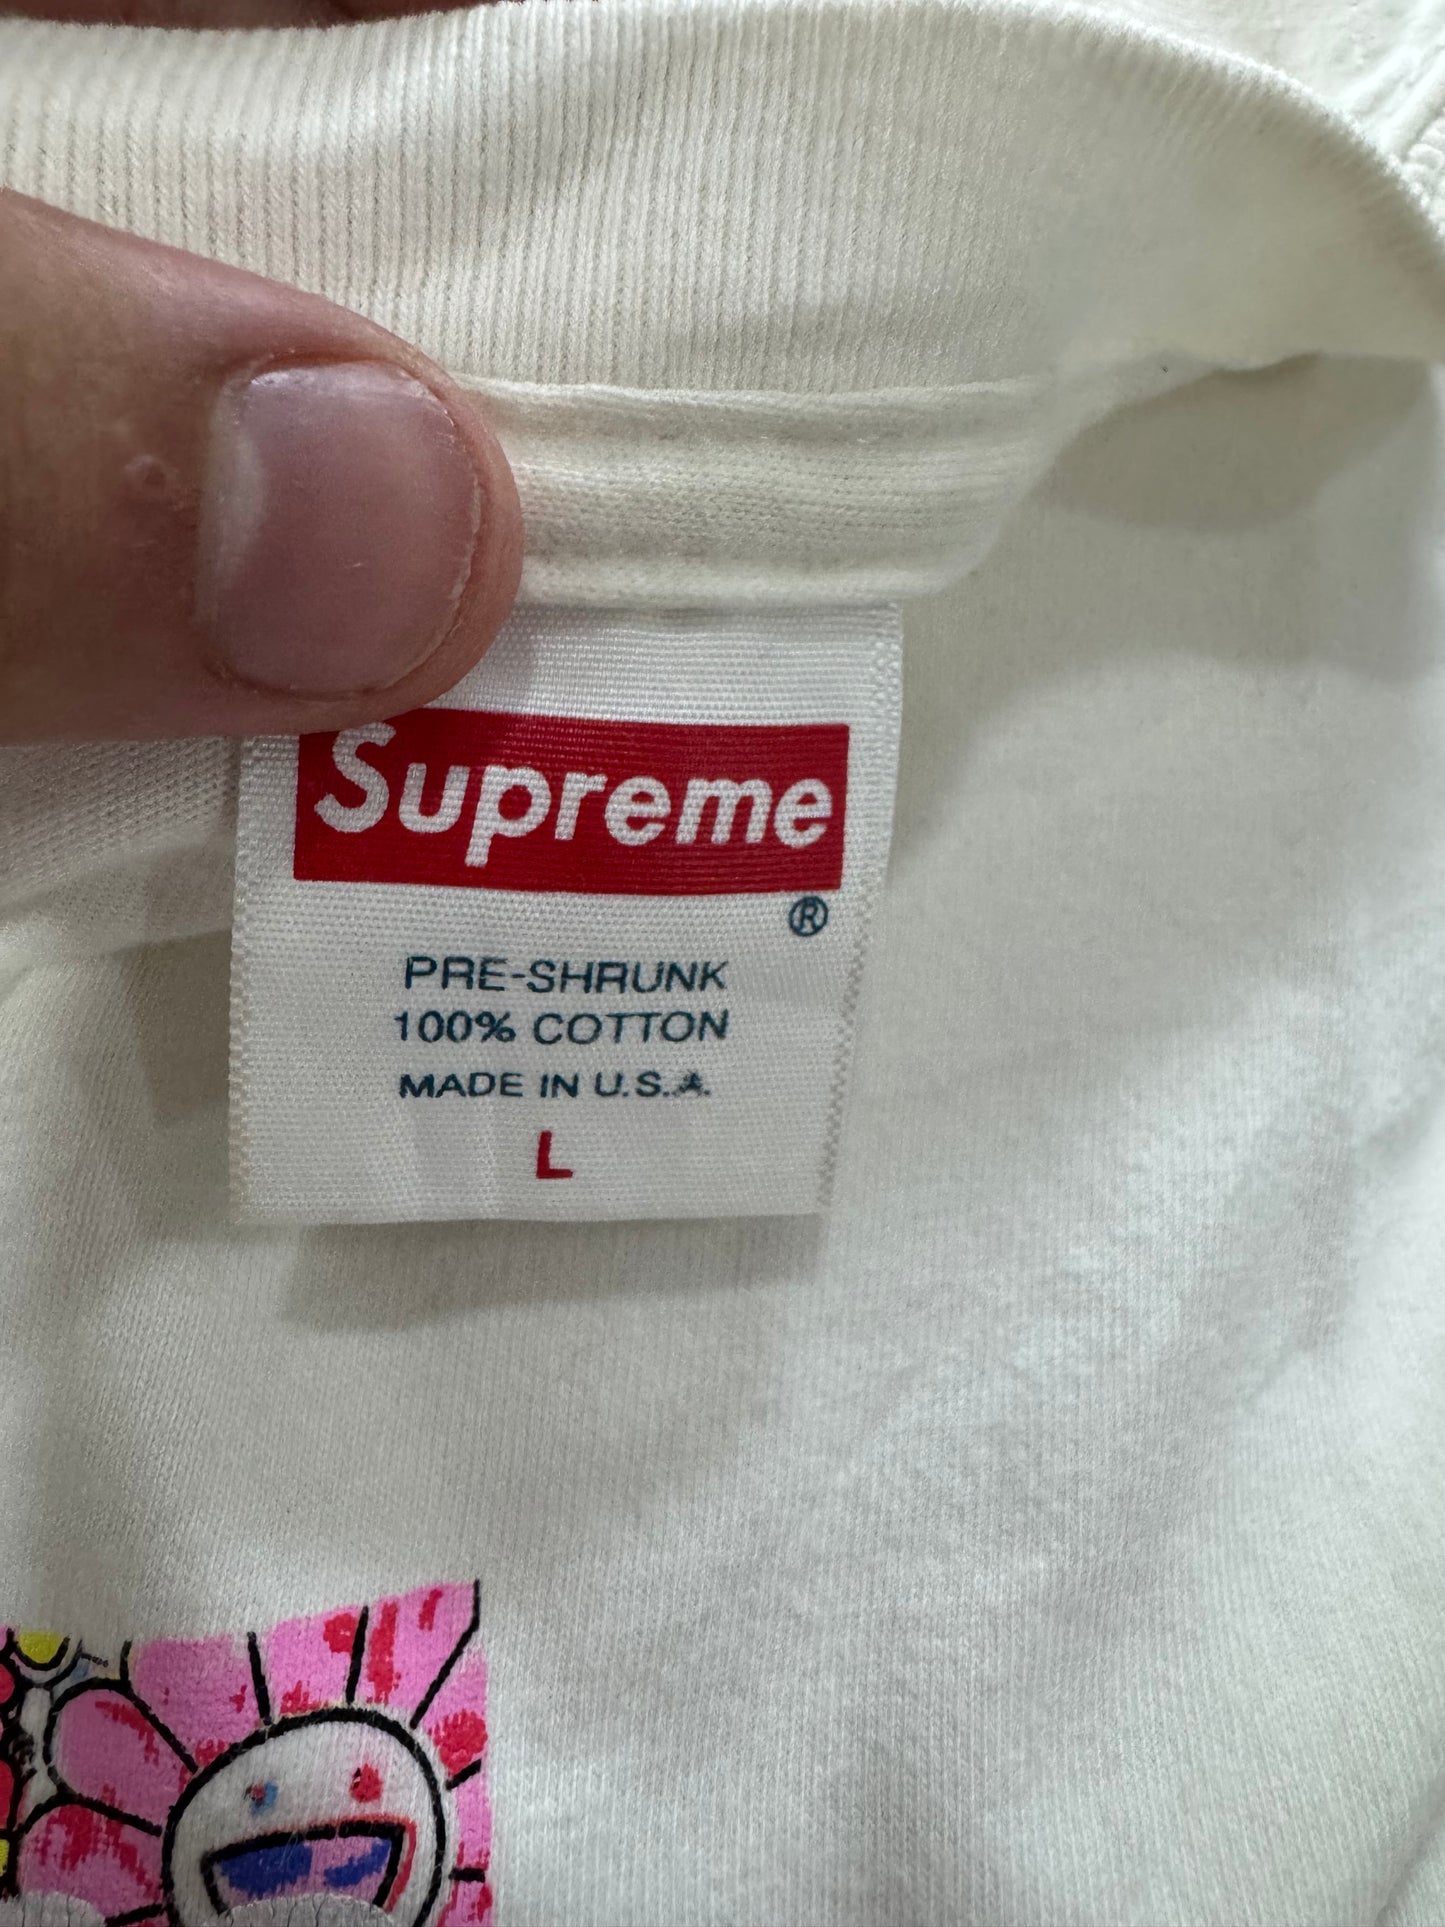 Supreme
®
PRE-SHRUNK
100% COTTON
MADE IN U.S.A.
L